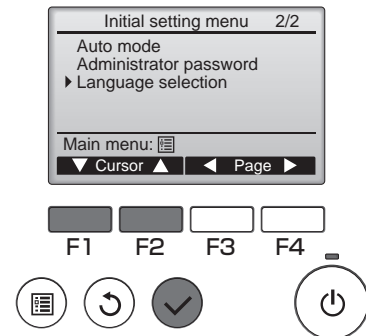 Initial setting menu 2/2
Auto mode
Administrator password
Language selection
Main menu:
Cursor Page
F1 F2 F3 F4